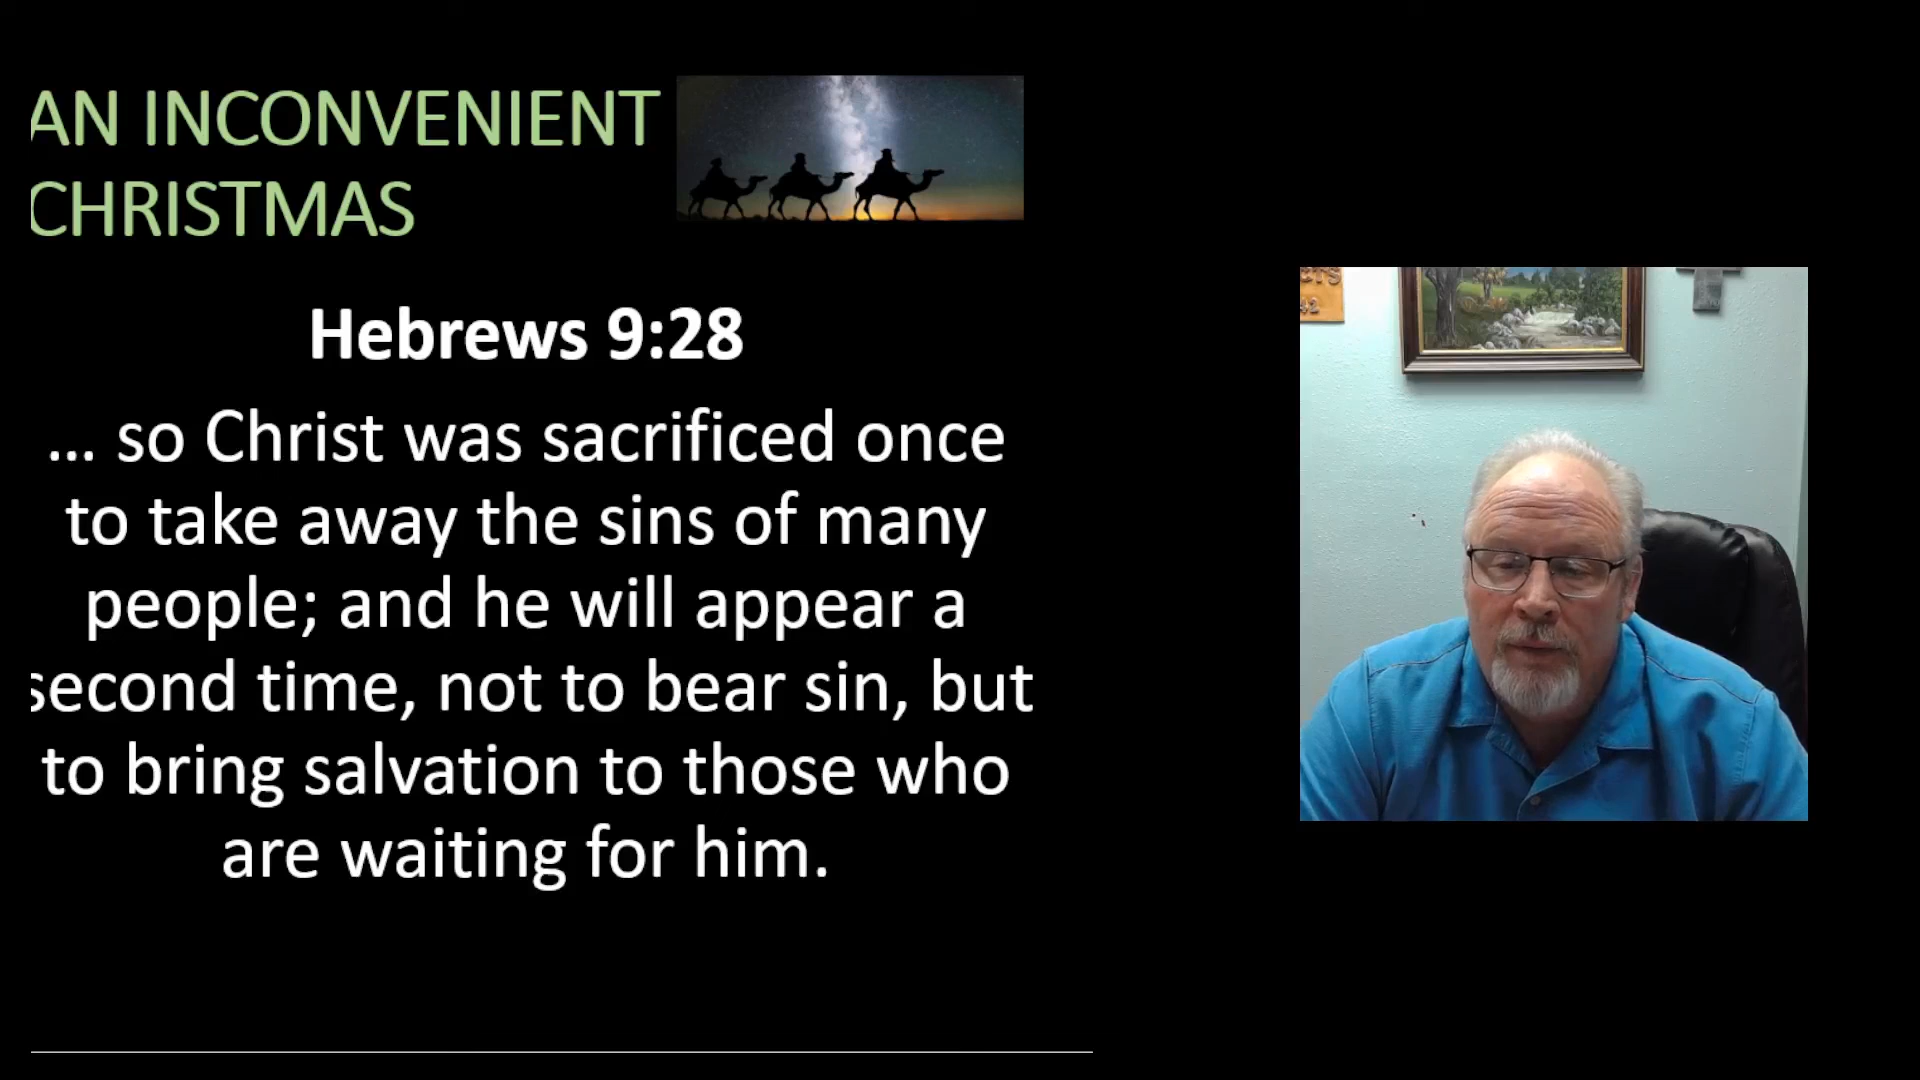 AN INCONVENIENT
CHRISTMAS
Hebrews 9:28
... so Christ was sacrificed once
to take away the sins of many
people; and he will appear a
second time, not to bear sin, but
to bring salvation to those who
are waiting for him.
42